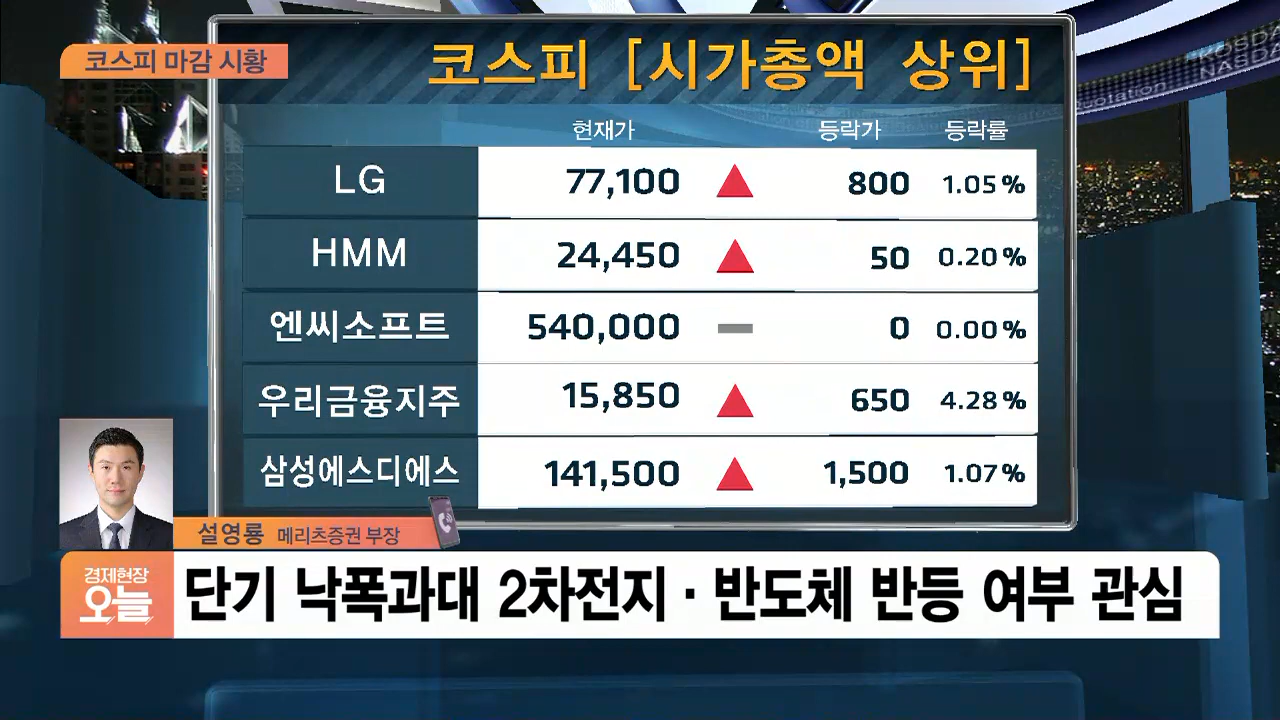 코스피 마감 시황
코스피 [시가총액 상위]
현재가 등락가 등락률
LG 77,100 ▲ 800 1.05%
HMM 24,450 ▲ 50 0.20%
엔씨소프트 540,000 - 0 0.00%
우리금융지주 15,850 ▲ 650 4.28%
삼성에스디에스 141,500 ▲ 1,500 1.07%
설영룡 메리츠증권 부장
경제현장
오늘
단기 낙폭과대 2차전지·반도체 반등 여부 관심
KOSDA
NASDA